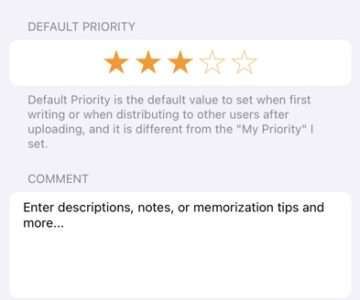 DEFAULT PRIORITY
Default Priority is the default value to set when first
writing or when distributing to other users after
uploading, and it is different from the "My Priority" I
set.
COMMENT
Enter descriptions, notes, or memorization tips and
more...